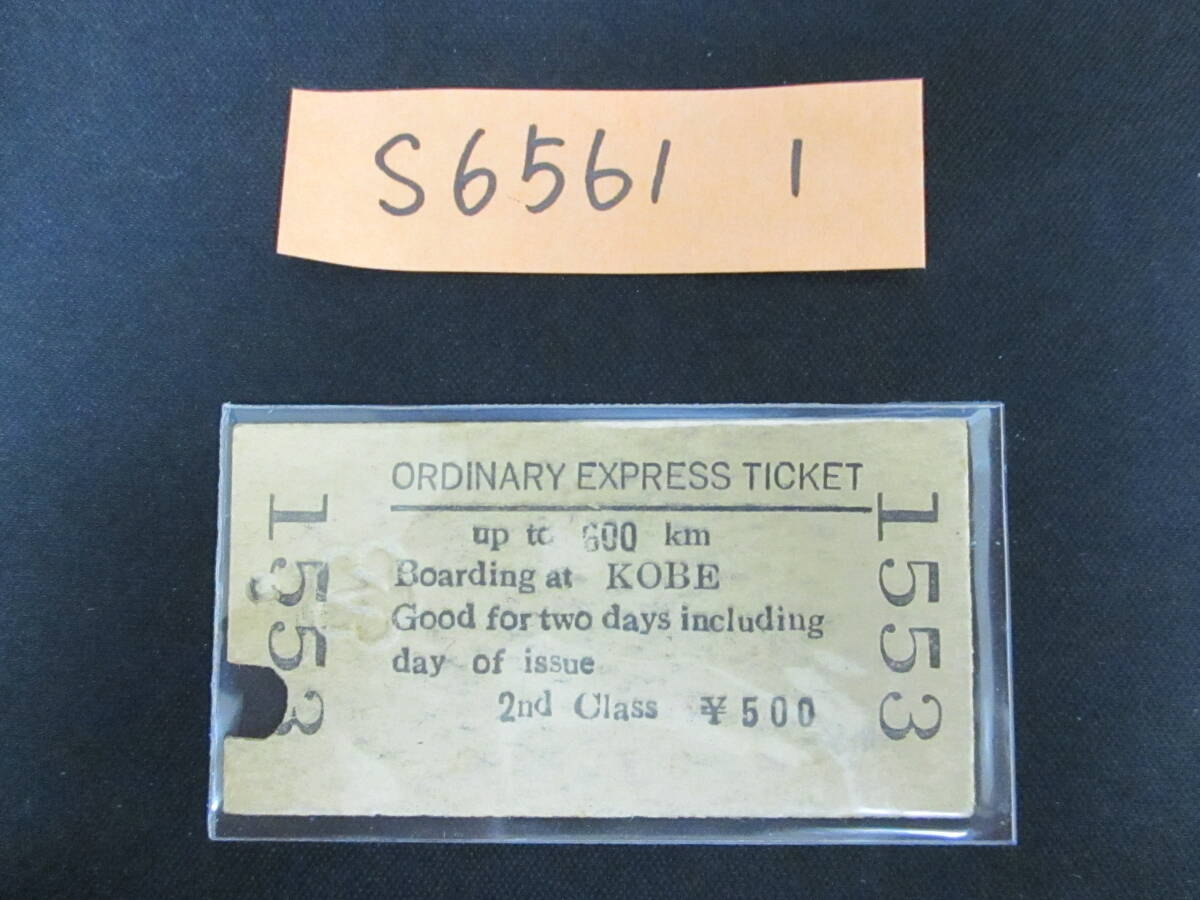 S6561 1
ORDINARY EXPRESS TICKET
up to 600 km
Boarding at KOBE
Good for two days including
day of issue
2nd Class ¥500
1553
1553